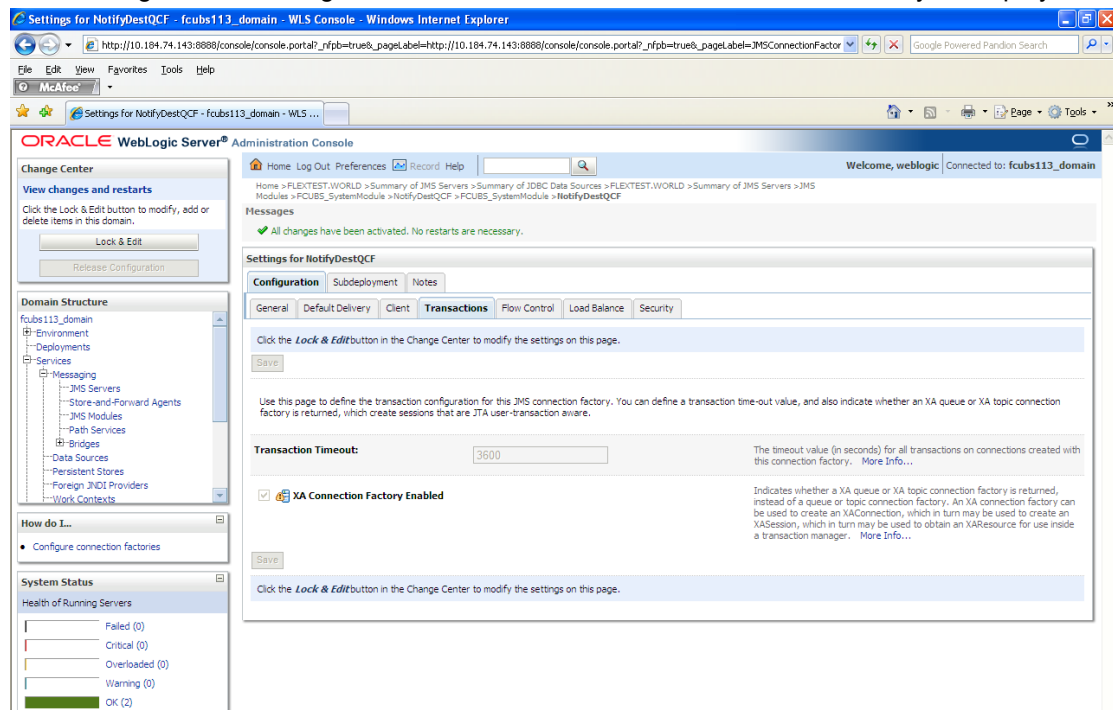 Settings for NotifyDestQCF - fcubs113_domain - WLS Console - Windows Internet Explorer
http://10.184.74.143:8888/console/console.portal?_nfpb=true&_pageLabel=http://10.184.74.143:8888/console/console.portal?_nfpb=true&_pageLabel=JMSConnectionFactor
Google Powered Pandion Search
File Edit View Favorites Tools Help
McAfee
Settings for NotifyDestQCF - fcubs113_domain - WLS ...
Page Tools
ORACLE WebLogic Server® Administration Console
Change Center
View changes and restarts
Click the Lock & Edit button to modify, add or
delete items in this domain.
Lock & Edit
Release Configuration
Domain Structure
fcubs113_domain
Environment
Deployments
Services
Messaging
JMS Servers
Store-and-Forward Agents
JMS Modules
Path Services
Bridges
Data Sources
Persistent Stores
Foreign JNDI Providers
Work Contexts
How do I...
Configure connection factories
System Status
Health of Running Servers
Failed (0)
Critical (0)
Overloaded (0)
Warning (0)
OK (2)
Home Log Out Preferences Record Help
Welcome, weblogic Connected to: fcubs113_domain
Home >FLEXTEST.WORLD >Summary of JMS Servers >Summary of JDBC Data Sources >FLEXTEST.WORLD >Summary of JMS Servers >JMS
Modules >FCUBS_SystemModule >NotifyDestQCF >FCUBS_SystemModule >NotifyDestQCF
Messages
All changes have been activated. No restarts are necessary.
Settings for NotifyDestQCF
Configuration Subdeployment Notes
General Default Delivery Client Transactions Flow Control Load Balance Security
Click the Lock & Edit button in the Change Center to modify the settings on this page.
Save
Use this page to define the transaction configuration for this JMS connection factory. You can define a transaction time-out value, and also indicate whether an XA queue or XA topic connection
factory is returned, which create sessions that are JTA user-transaction aware.
Transaction Timeout:
3600
The timeout value (in seconds) for all transactions on connections created with
this connection factory. More Info...
XA Connection Factory Enabled
Indicates whether a XA queue or XA topic connection factory is returned,
instead of a queue or topic connection factory. An XA connection factory can
be used to create an XAConnection, which in turn may be used to create an
XASession, which in turn may be used to obtain an XAResource for use inside
a transaction manager. More Info...
Save
Click the Lock & Edit button in the Change Center to modify the settings on this page.